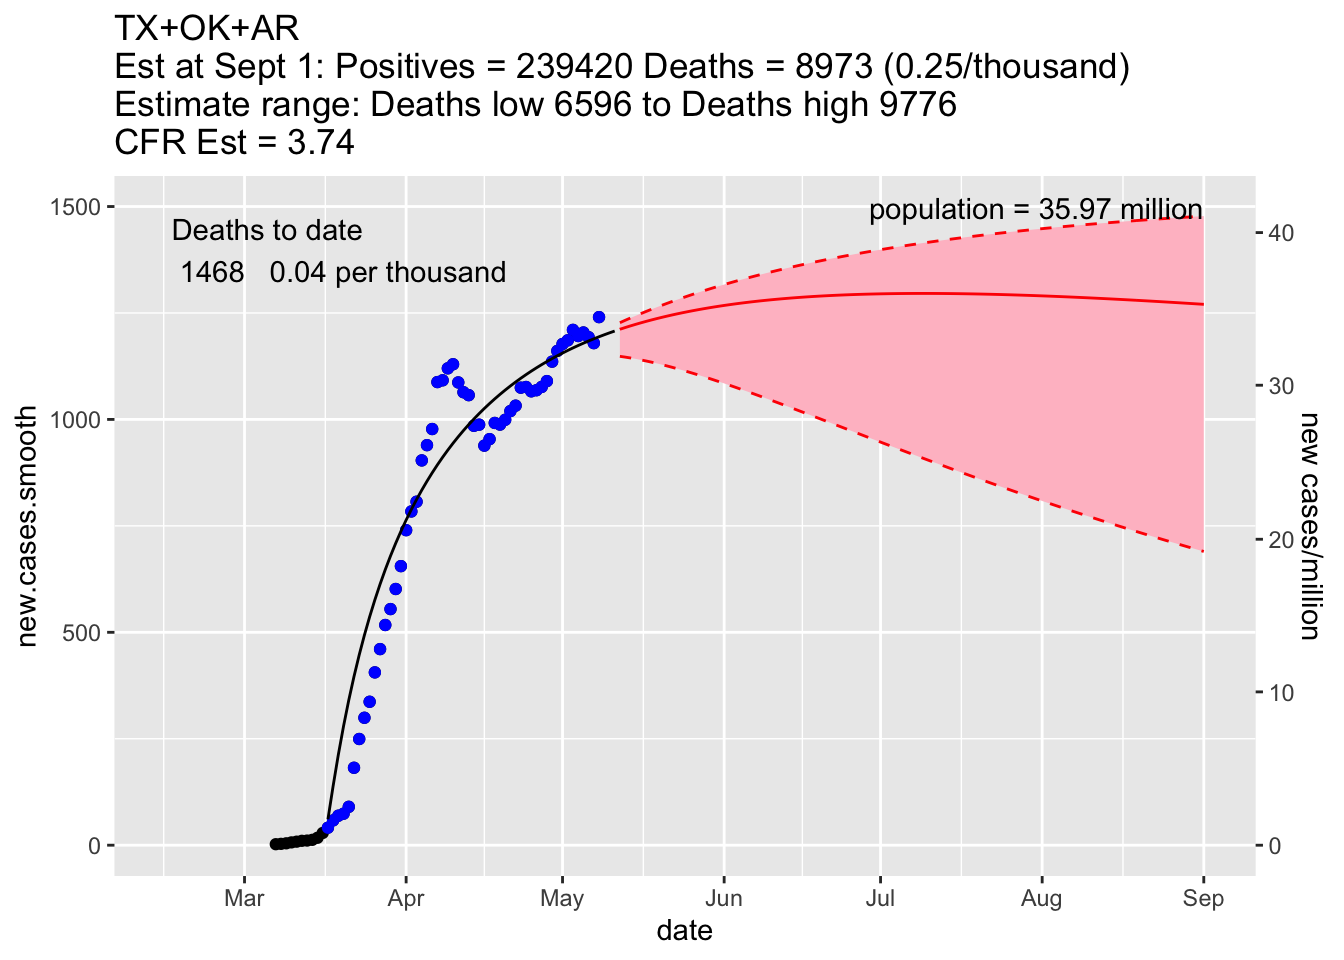 TX+OK+AR
Est at Sept 1: Positives = 239420 Deaths = 8973 (0.25/thousand)
Estimate range: Deaths low 6596 to Deaths high 9776
CFR Est = 3.74
population = 35.97 million
Deaths to date
1468   0.04 per thousand
new.cases.smooth
1500
1000
500
0
new cases/million
40
30
20
10
0
Mar
Apr
May
Jun
Jul
Aug
Sep
date